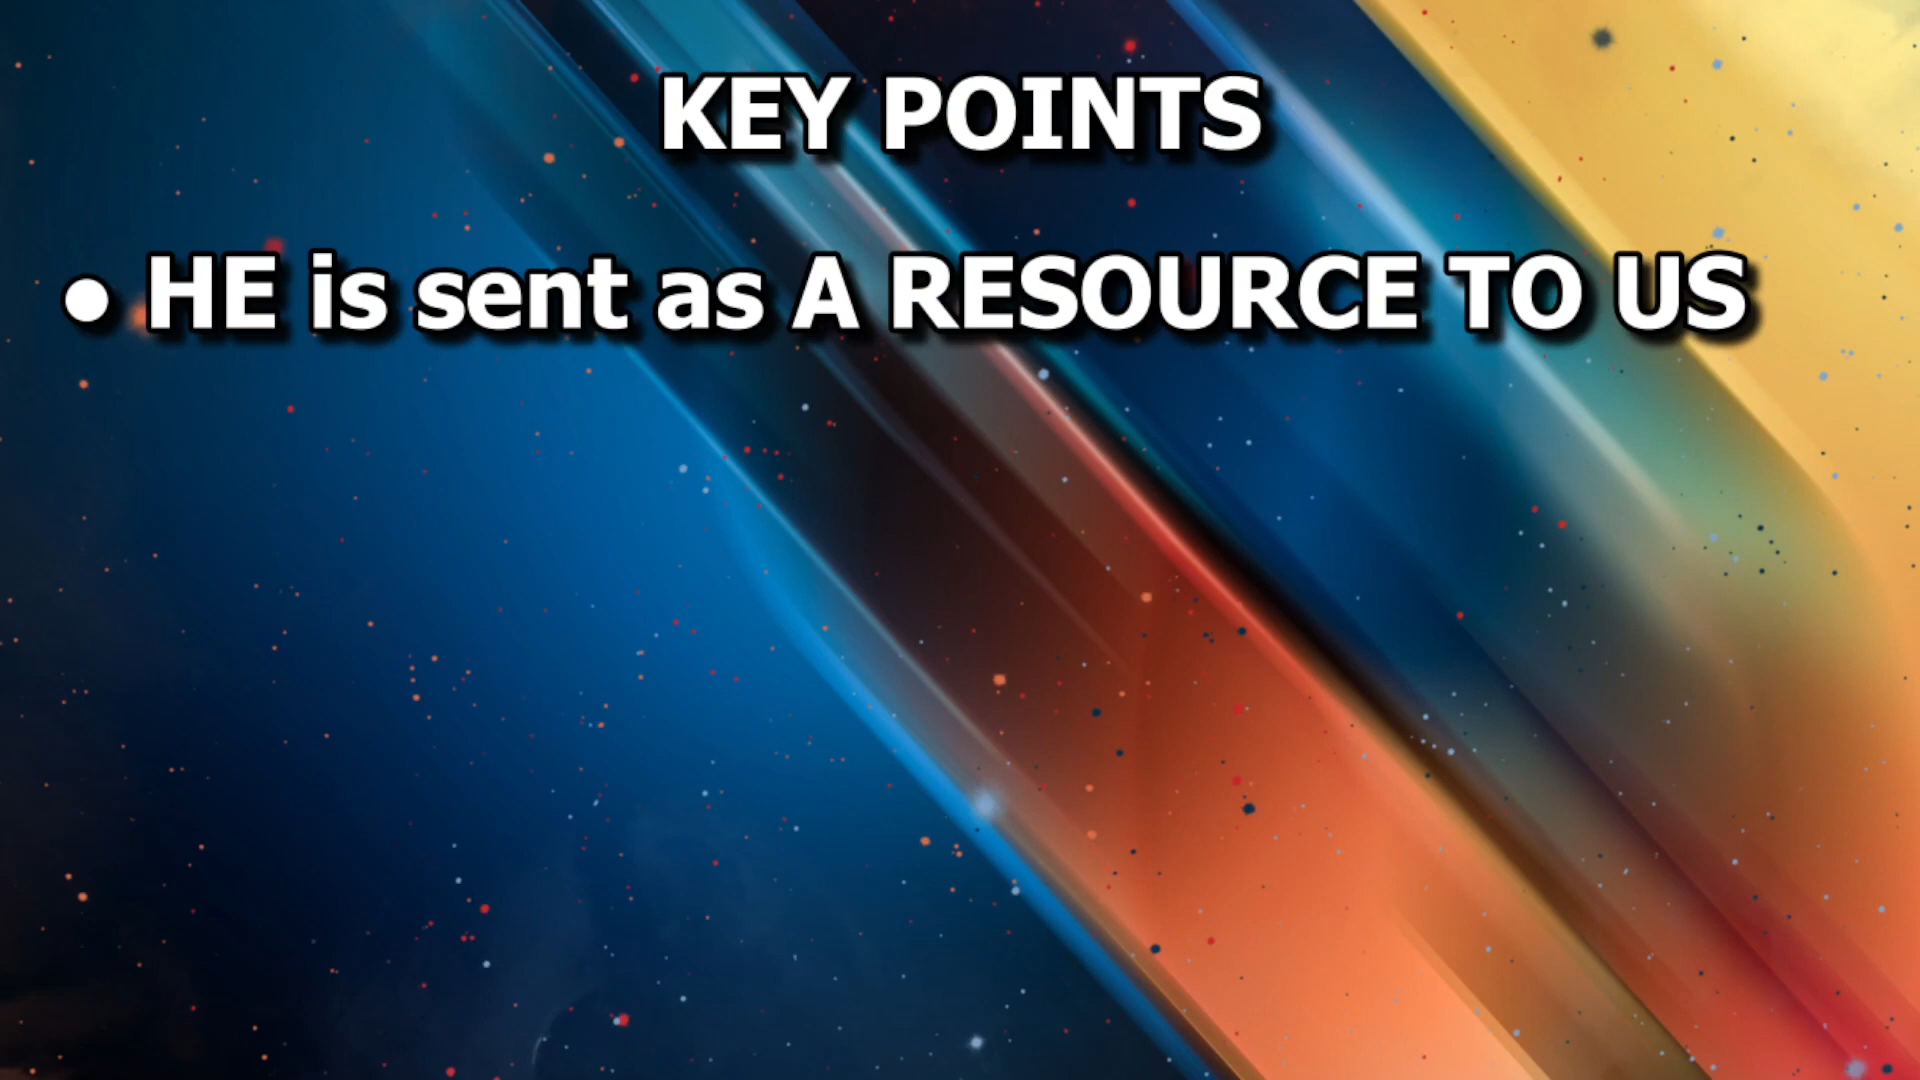 KEY POINTS
• HE is sent as A RESOURCE TO US